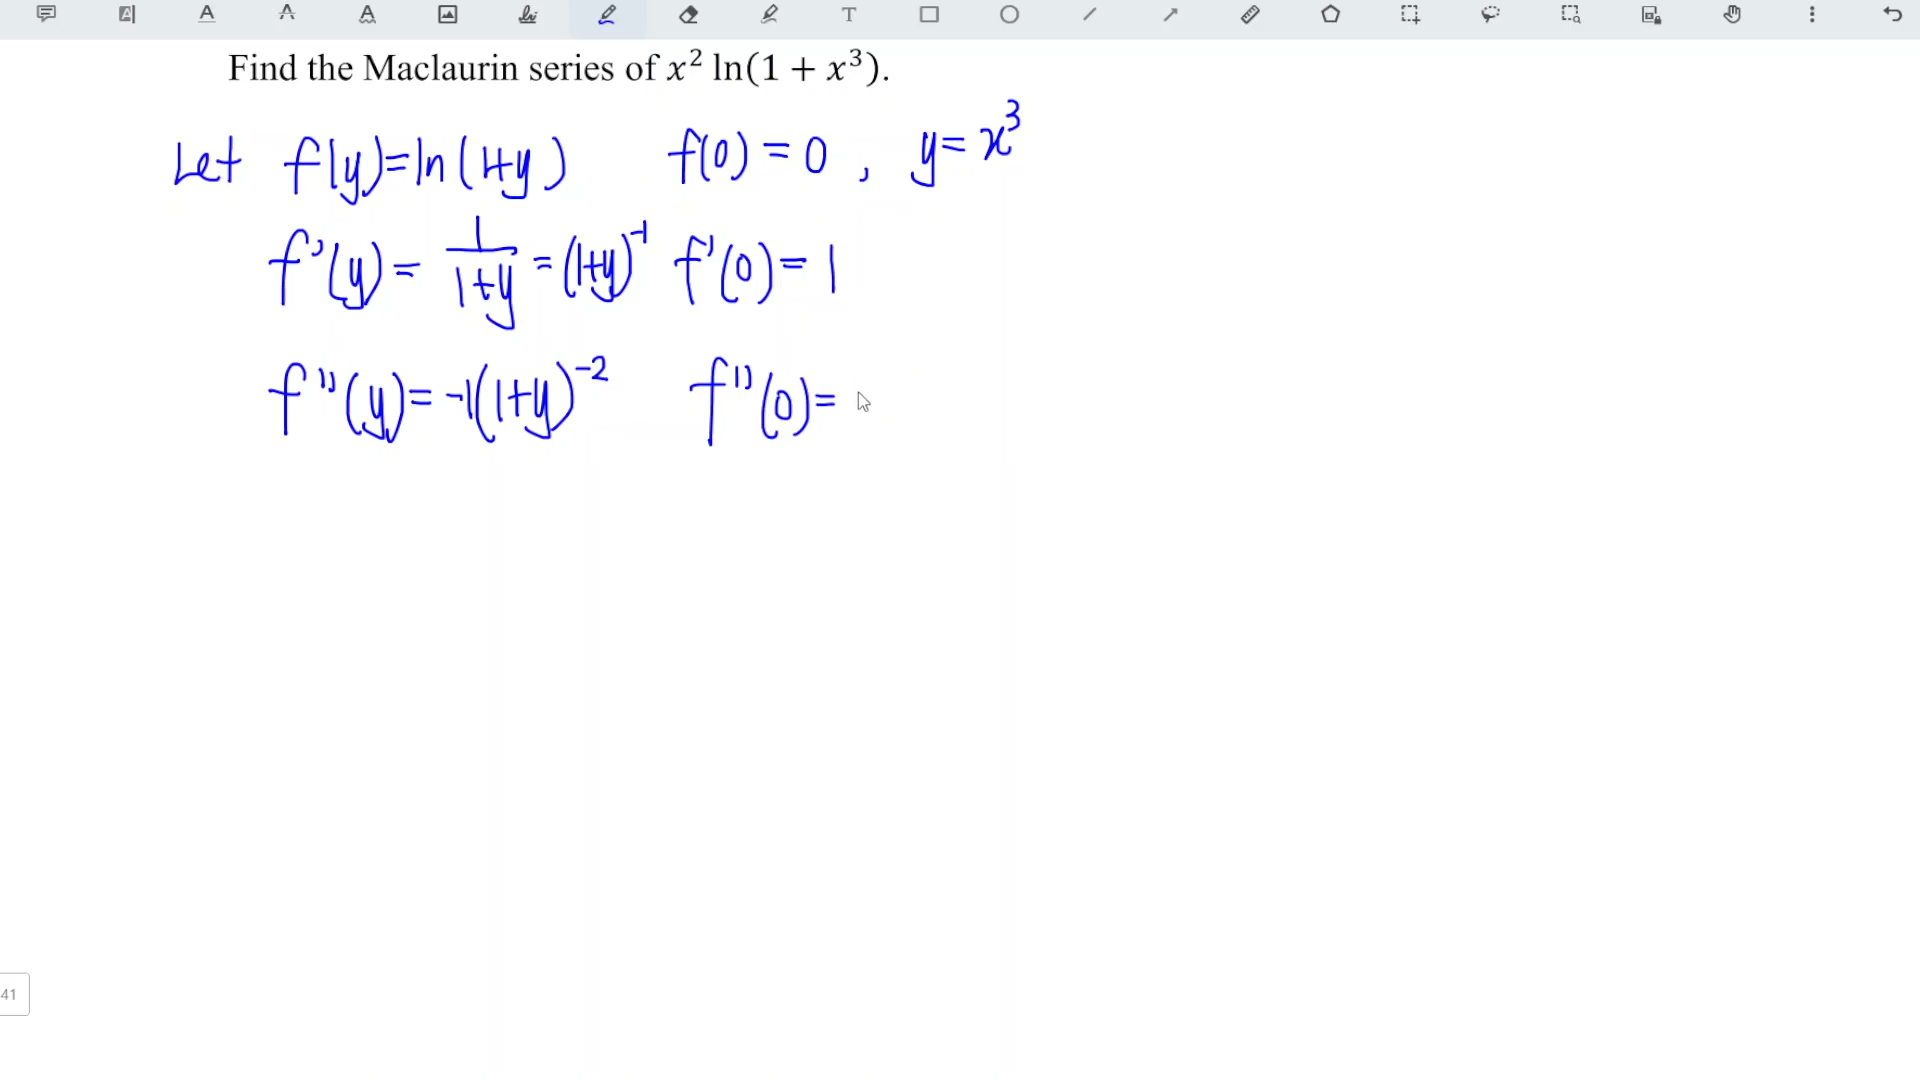 Find the Maclaurin series of x² ln(1 + x³).
Let f(y)=ln(1+y) f(0)=0 , y=x³
f'(y)= 1/(1+y) =(1+y)⁻¹ f'(0)=1
f''(y)=-1(1+y)⁻² f''(0)=
41